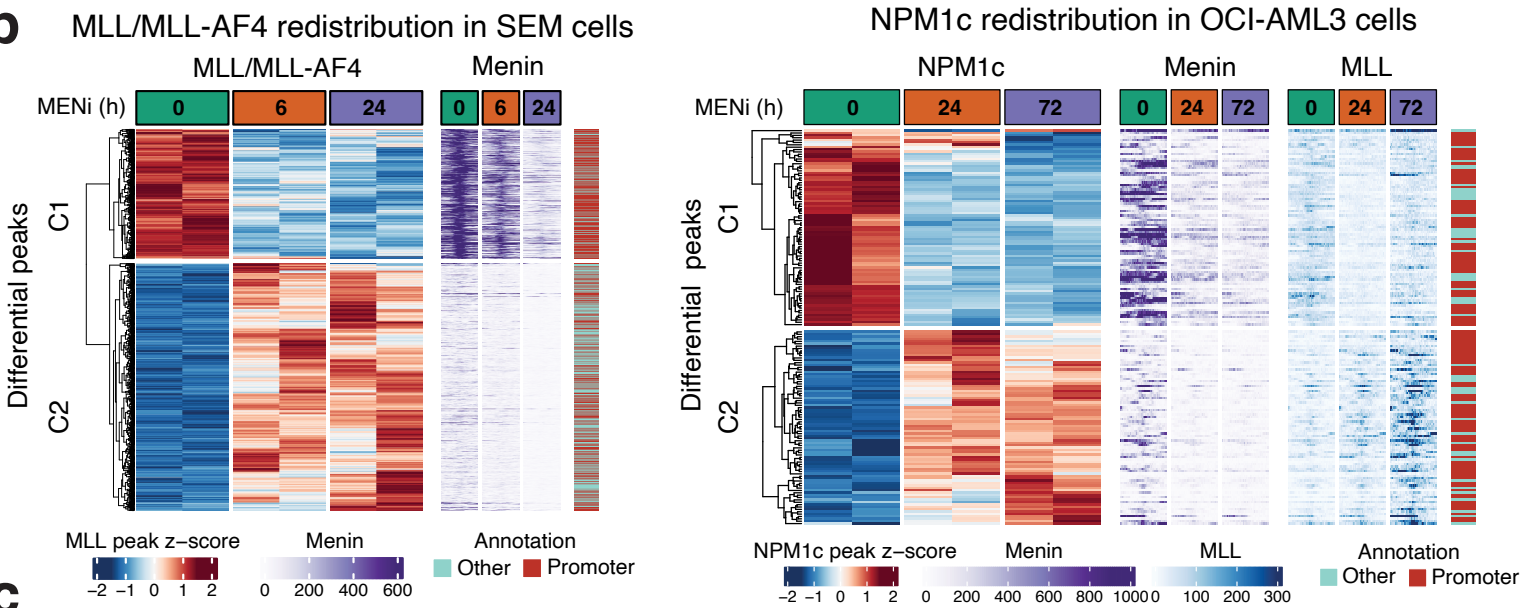 b
MLL/MLL-AF4 redistribution in SEM cells
MLL/MLL-AF4 Menin
MENi (h) 0 6 24 0 6 24
Differential peaks
C1
C2
MLL peak z−score Menin Annotation
−2 −1 0 1 2 0 200 400 600 Other Promoter
NPM1c redistribution in OCI-AML3 cells
NPM1c Menin MLL
MENi (h) 0 24 72 0 24 72 0 24 72
Differential peaks
C1
C2
NPM1c peak z−score Menin MLL Annotation
−2 −1 0 1 2 0 200 400 600 800 1000 0 100 200 300 Other Promoter
c